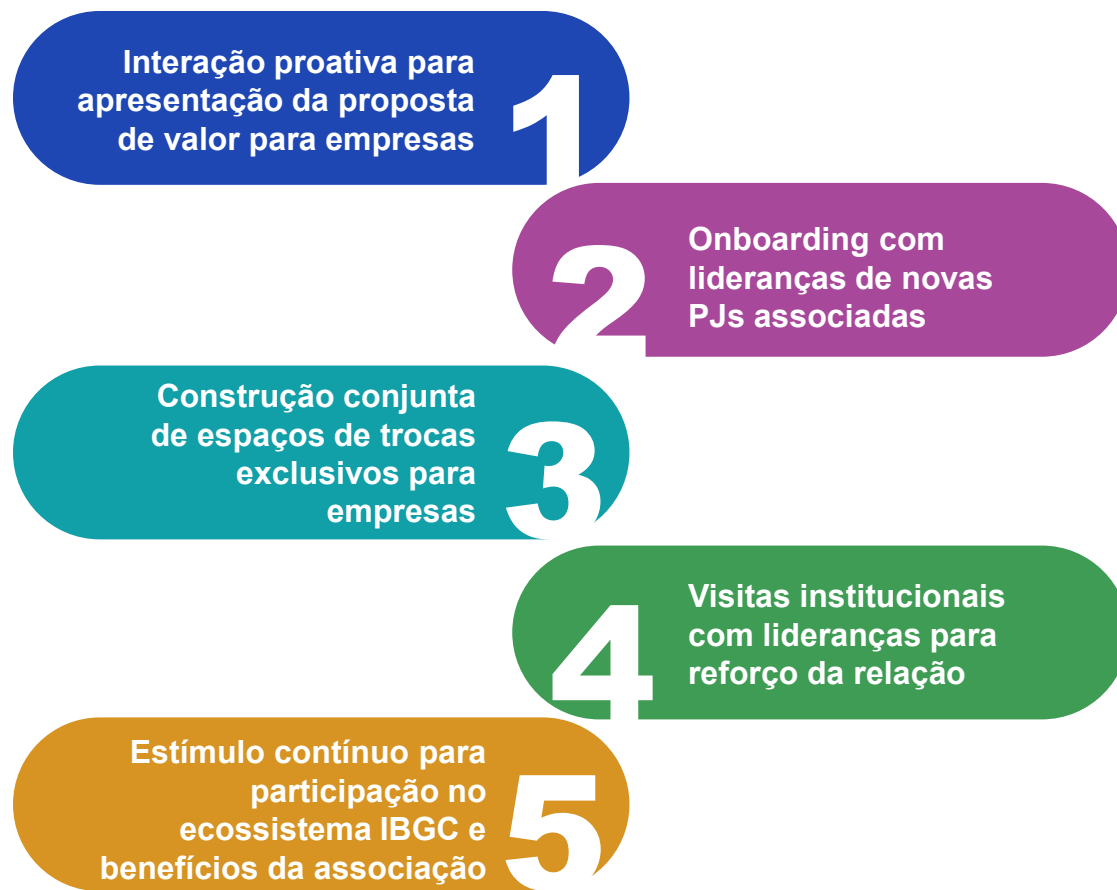 Interação proativa para
apresentação da proposta
de valor para empresas
1
2
Onboarding com
lideranças de novas
PJs associadas
Construção conjunta
de espaços de trocas
exclusivos para
empresas
3
4
Visitas institucionais
com lideranças para
reforço da relação
Estímulo contínuo para
participação no
ecossistema IBGC e
benefícios da associação
5